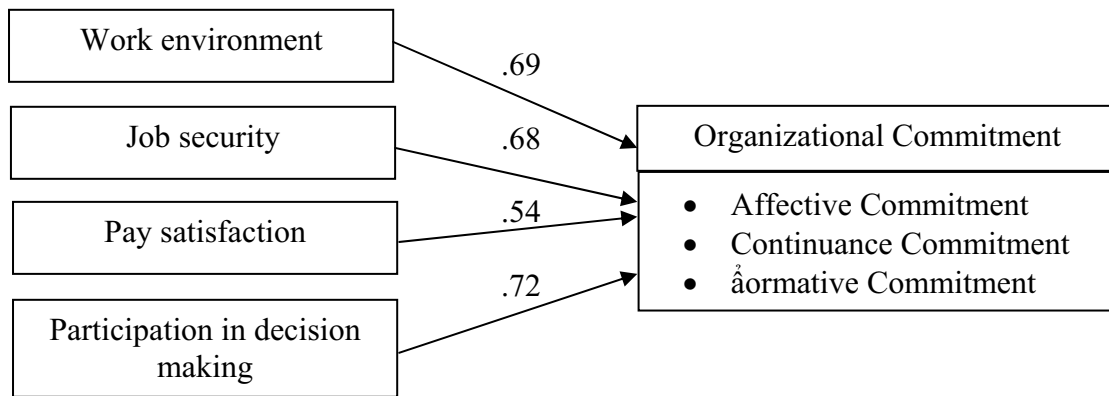 Work environment
.69
Job security
.68
Organizational Commitment
Pay satisfaction
.54
• Affective Commitment
• Continuance Commitment
• ẩormative Commitment
.72
Participation in decision
making